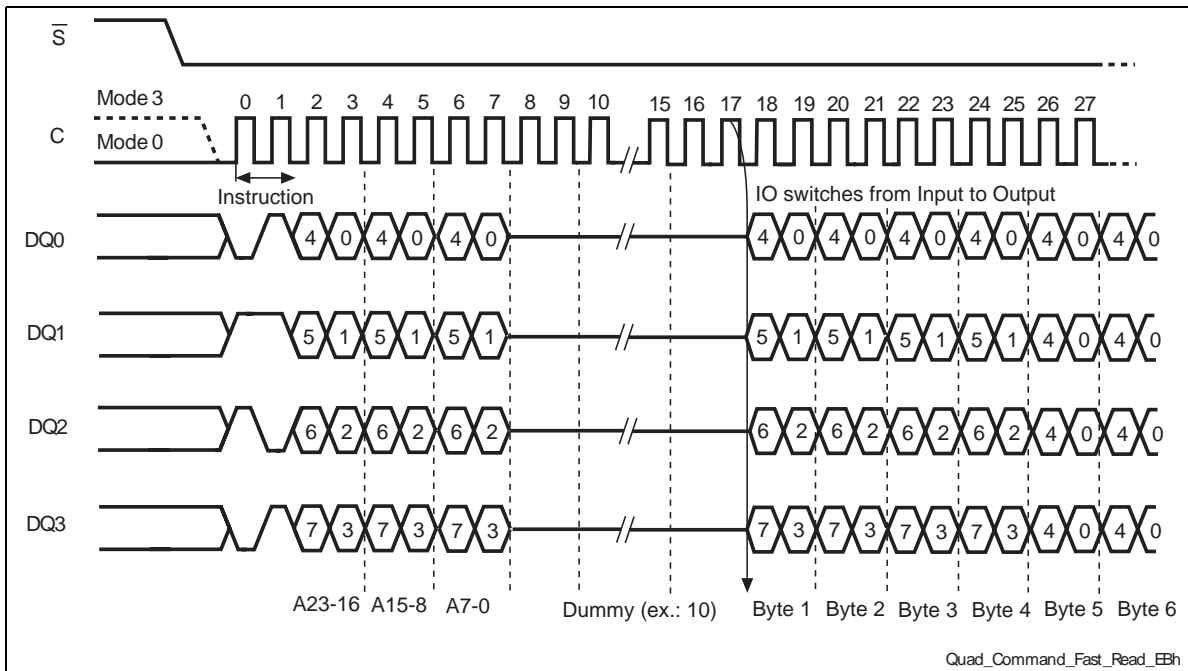 S
Mode 3
0 1 2 3 4 5 6 7 8 9 10 15 16 17 18 19 20 21 22 23 24 25 26 27
C
Mode 0
Instruction
IO switches from Input to Output
DQ0 4 0 4 0 4 0 4 0 4 0 4 0 4 0 4 0 4 0
DQ1 5 1 5 1 5 1 5 1 5 1 5 1 5 1 4 0 4 0
DQ2 6 2 6 2 6 2 6 2 6 2 6 2 6 2 4 0 4 0
DQ3 7 3 7 3 7 3 7 3 7 3 7 3 7 3 4 0 4 0
A23-16 A15-8 A7-0 Dummy (ex.: 10) Byte 1 Byte 2 Byte 3 Byte 4 Byte 5 Byte 6
Quad_Command_Fast_Read_EBh